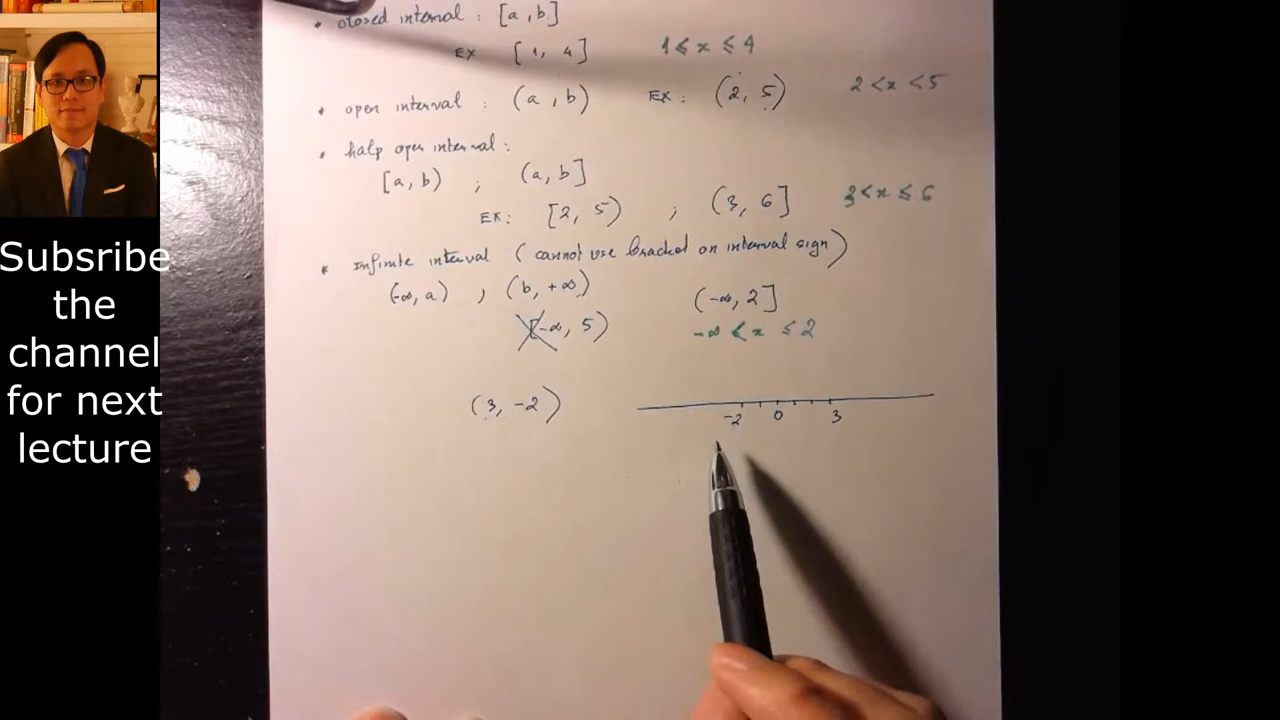 • closed interval : [a, b]
EX [1, 4] 1 ≤ x ≤ 4
• open interval : (a, b) EX : (2, 5) 2 < x < 5
• halp open interval :
[a, b) ; (a, b]
EX : [2, 5) ; (3, 6] 3 < x ≤ 6
• Infinite interval ( cannot use bracket on interval sign )
(-∞, a) , (b, +∞) (-∞, 2]
[-∞, 5) -∞ < x ≤ 2
(3, -2) -2 0 3
Subsribe
the
channel
for next
lecture